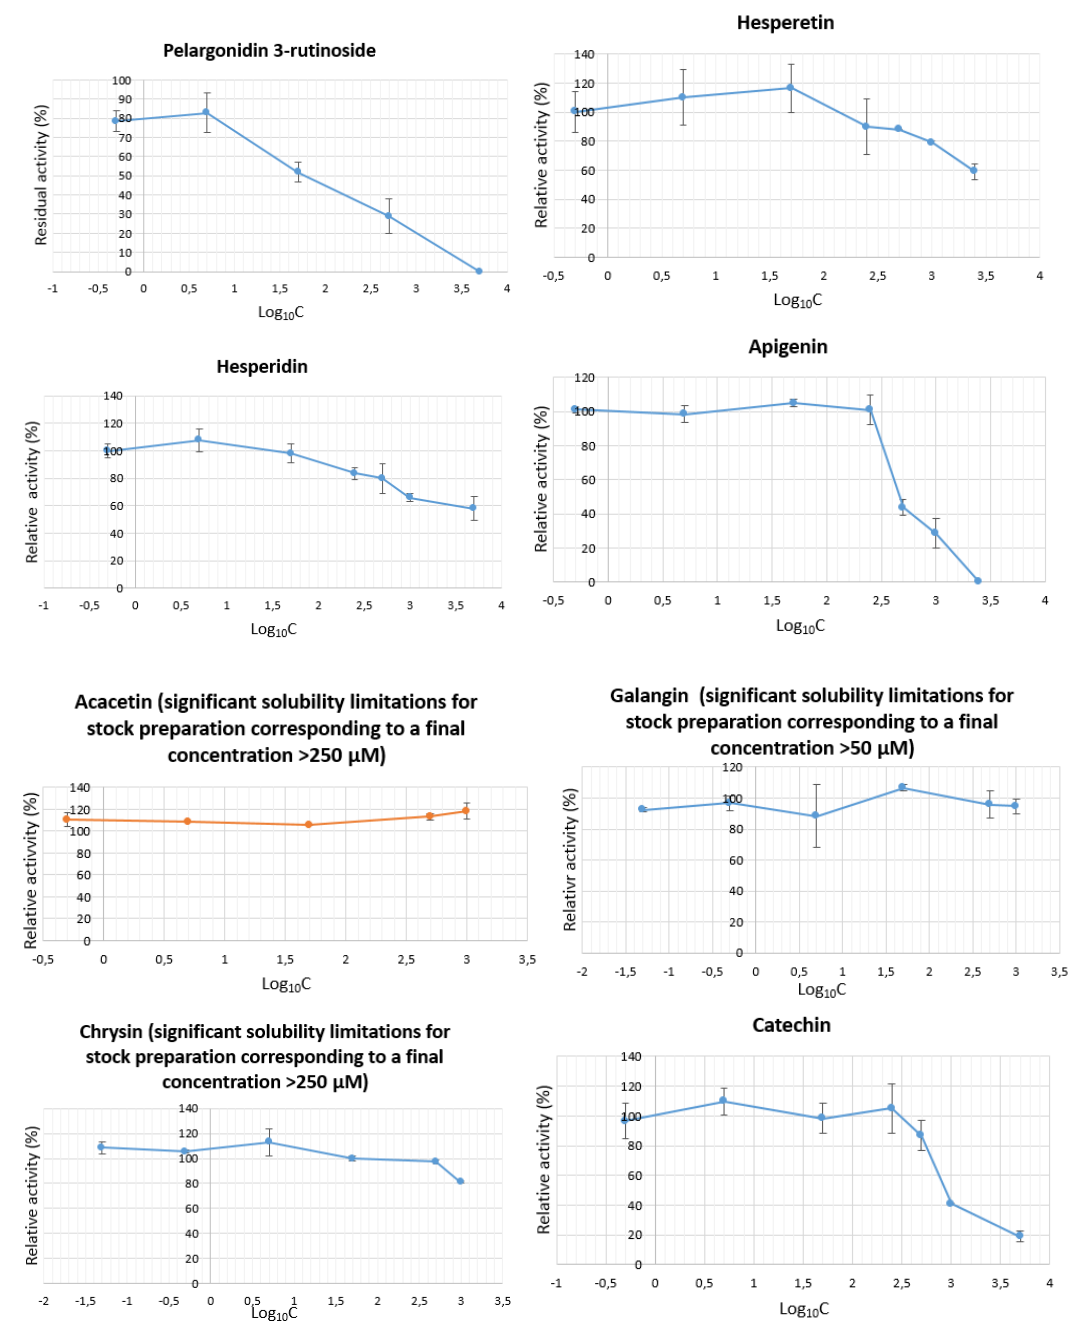 Pelargonidin 3-rutinoside
Residual activity (%)
100
90
80
70
60
50
40
30
20
10
0
-1 -0,5 0 0,5 1 1,5 2 2,5 3 3,5 4
Log10C
Hesperetin
Relative activity (%)
140
120
100
80
60
40
20
0
-0,5 0 0,5 1 1,5 2 2,5 3 3,5 4
Log10C
Hesperidin
Relative activity (%)
140
120
100
80
60
40
20
0
-1 -0,5 0 0,5 1 1,5 2 2,5 3 3,5 4
Log10C
Apigenin
Relative activity (%)
120
100
80
60
40
20
0
-0,5 0 0,5 1 1,5 2 2,5 3 3,5 4
Log10C
Acacetin (significant solubility limitations for
stock preparation corresponding to a final
concentration >250 µM)
Relative activvity (%)
140
120
100
80
60
40
20
0
-0,5 0 0,5 1 1,5 2 2,5 3 3,5
Log10C
Galangin (significant solubility limitations for
stock preparation corresponding to a final
concentration >50 µM)
Relativr activity (%)
120
100
80
60
40
20
0
-2 -1,5 -1 -0,5 0 0,5 1 1,5 2 2,5 3 3,5
Log10C
Chrysin (significant solubility limitations for
stock preparation corresponding to a final
concentration >250 µM)
Relative activity (%)
140
120
100
80
60
40
20
0
-2 -1,5 -1 -0,5 0 0,5 1 1,5 2 2,5 3 3,5
Log10C
Catechin
Relative activity (%)
140
120
100
80
60
40
20
0
-1 -0,5 0 0,5 1 1,5 2 2,5 3 3,5 4
Log10C